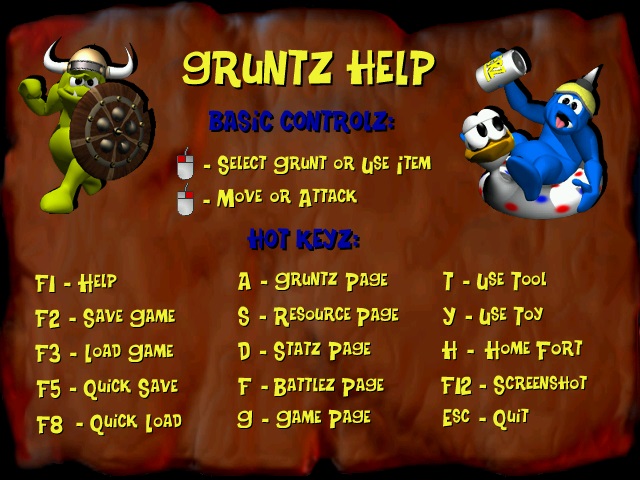 GRUNTZ HELP
BASIC CONTROLZ:
- SELECT GRUNT OR USE ITEM
- MOVE OR ATTACK
HOT KEYZ:
F1 - HELP
F2 - SAVE GAME
F3 - LOAD GAME
F5 - QUICK SAVE
F8 - QUICK LOAD
A - GRUNTZ PAGE
S - RESOURCE PAGE
D - STATZ PAGE
F - BATTLEZ PAGE
G - GAME PAGE
T - USE TOOL
Y - USE TOY
H - HOME FORT
F12 - SCREENSHOT
ESC - QUIT